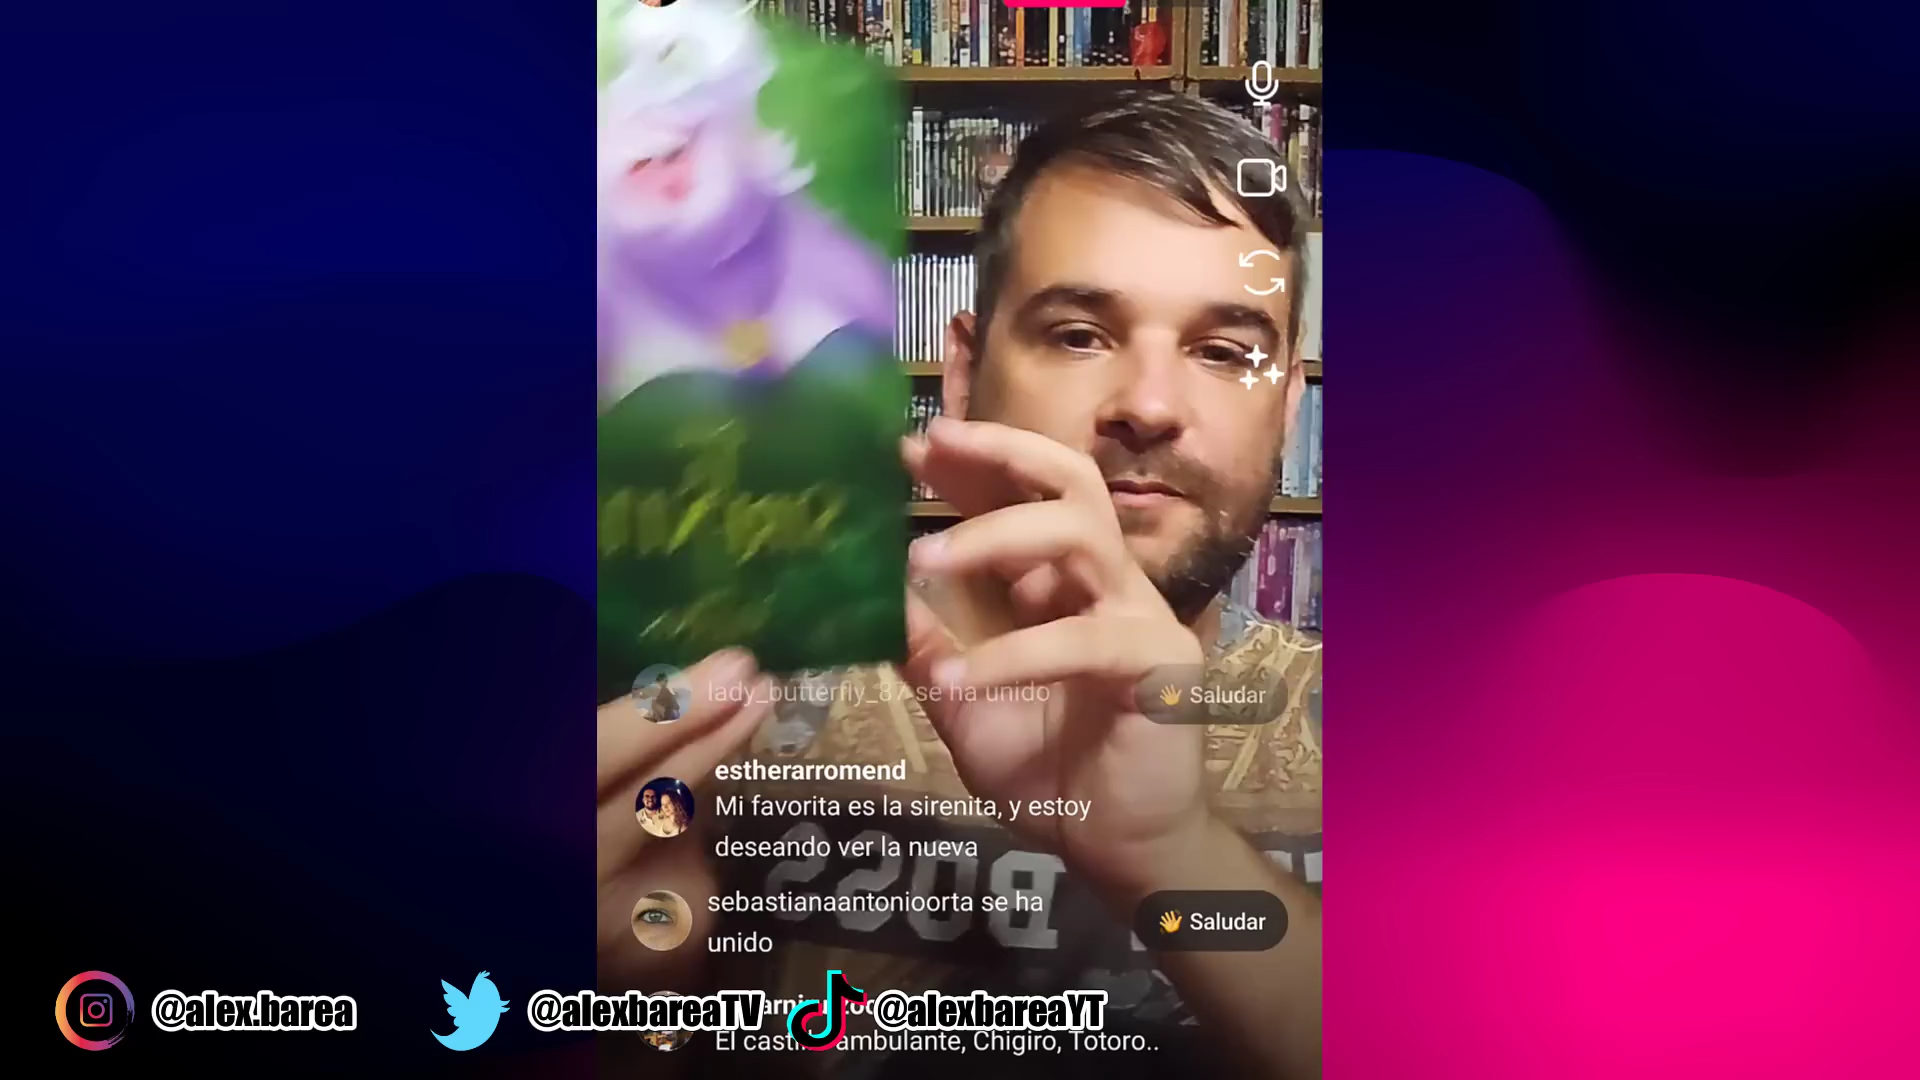 lady_butterfly_87 se ha unido
👋 Saludar
estherarromend
Mi favorita es la sirenita, y estoy
deseando ver la nueva
BOSS
sebastianaantonioorta se ha
unido
👋 Saludar
@alex.barea
@alexbareaTV
@alexbareaYT
ambulante, Chigiro, Totoro..